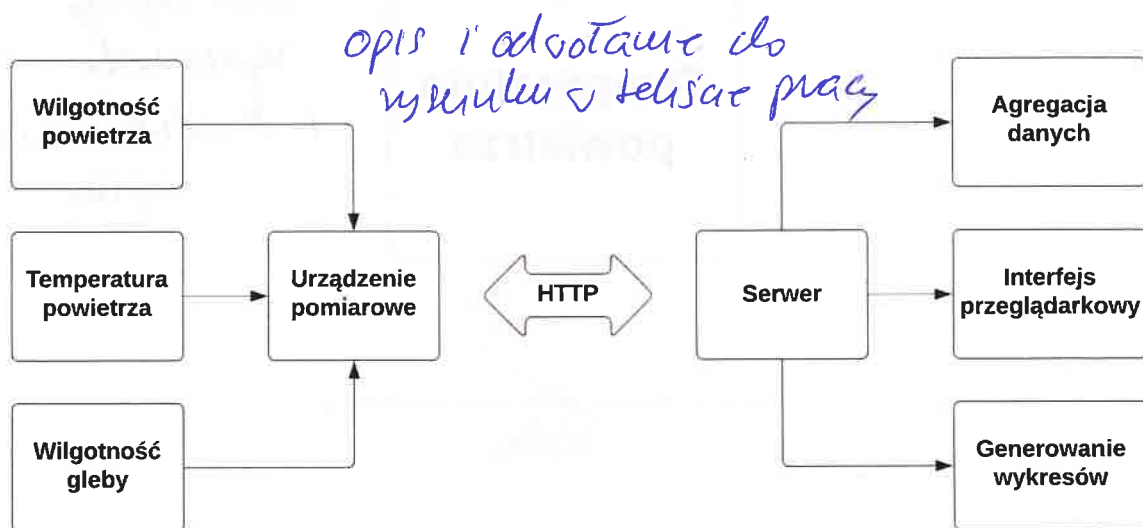 opis i odwołanie do
rysunku w tekście pracy
Wilgotność
powietrza
Temperatura
powietrza
Wilgotność
gleby
Urządzenie
pomiarowe
HTTP
Serwer
Agregacja
danych
Interfejs
przeglądarkowy
Generowanie
wykresów